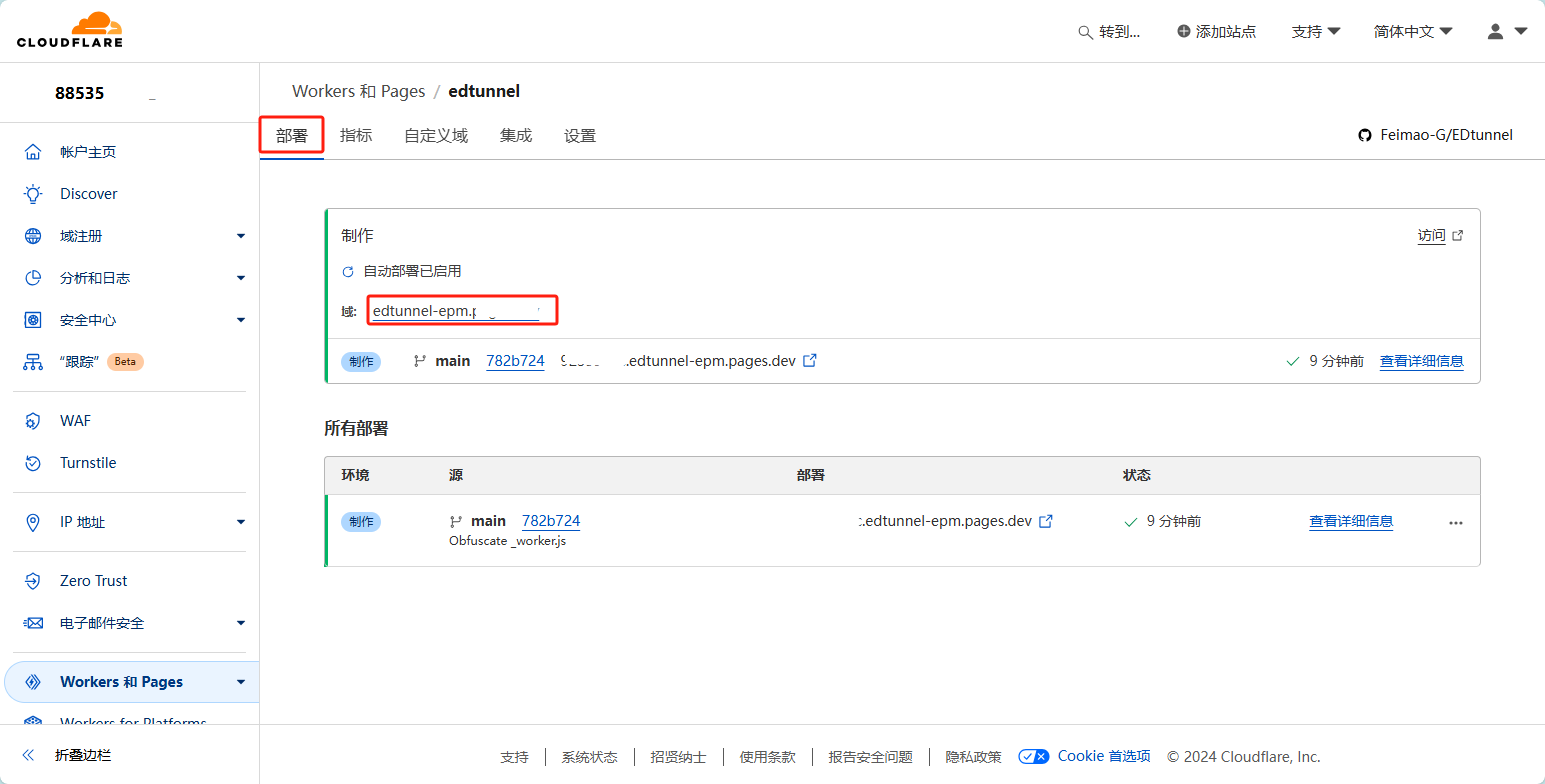 CLOUDFLARE
转到...
添加站点
支持
简体中文
88535
Workers 和 Pages / edtunnel
部署
指标
自定义域
集成
设置
Feimao-G/EDtunnel
帐户主页
Discover
域注册
分析和日志
安全中心
“跟踪” Beta
WAF
Turnstile
IP 地址
Zero Trust
电子邮件安全
Workers 和 Pages
Workers for Platforms
折叠边栏
制作
访问
自动部署已启用
域: edtunnel-epm.
制作 main 782b724 .edtunnel-epm.pages.dev 9 分钟前 查看详细信息
所有部署
环境 源 部署 状态
制作 main 782b724 .edtunnel-epm.pages.dev 9 分钟前 查看详细信息 ...
Obfuscate _worker.js
支持 | 系统状态 | 招贤纳士 | 使用条款 | 报告安全问题 | 隐私政策 Cookie 首选项 © 2024 Cloudflare, Inc.